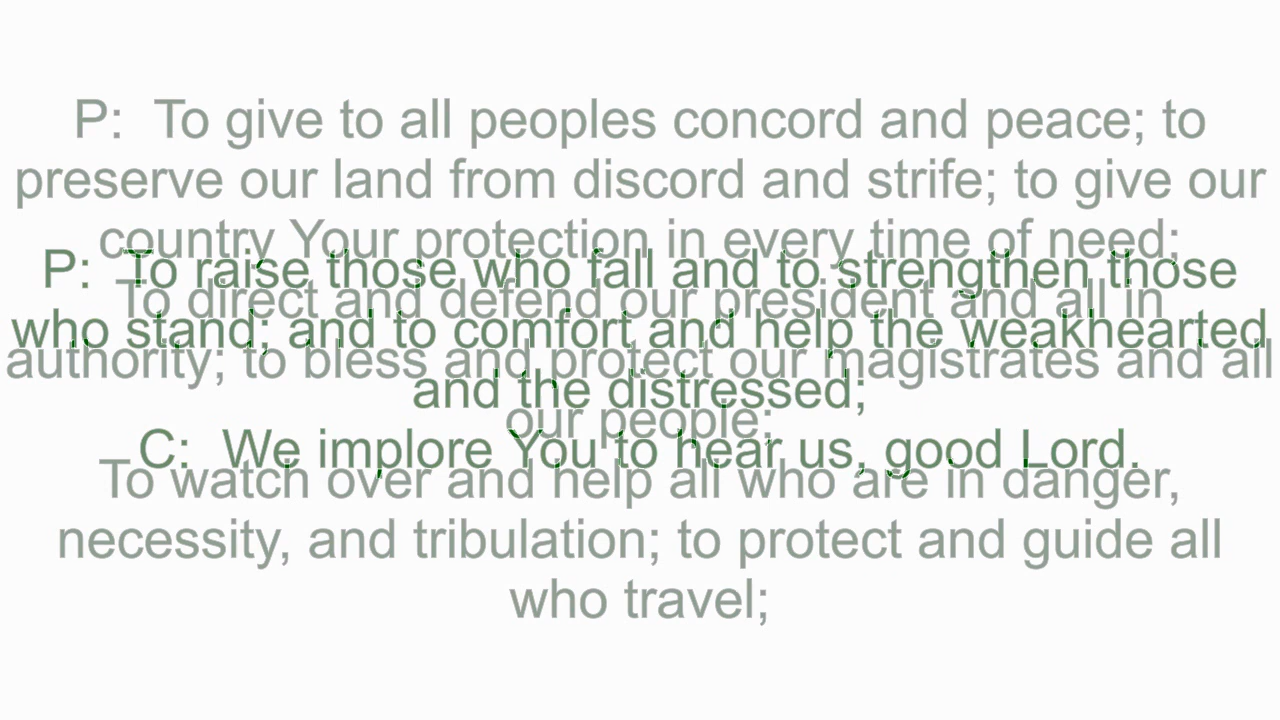 P: To give to all peoples concord and peace; to
preserve our land from discord and strife; to give our
country Your protection in every time of need;
To direct and defend our president and all in
authority; to bless and protect our magistrates and all
our people;
To watch over and help all who are in danger,
necessity, and tribulation; to protect and guide all
who travel;
P: To raise those who fall and to strengthen those
who stand; and to comfort and help the weakhearted
and the distressed;
C: We implore You to hear us, good Lord.